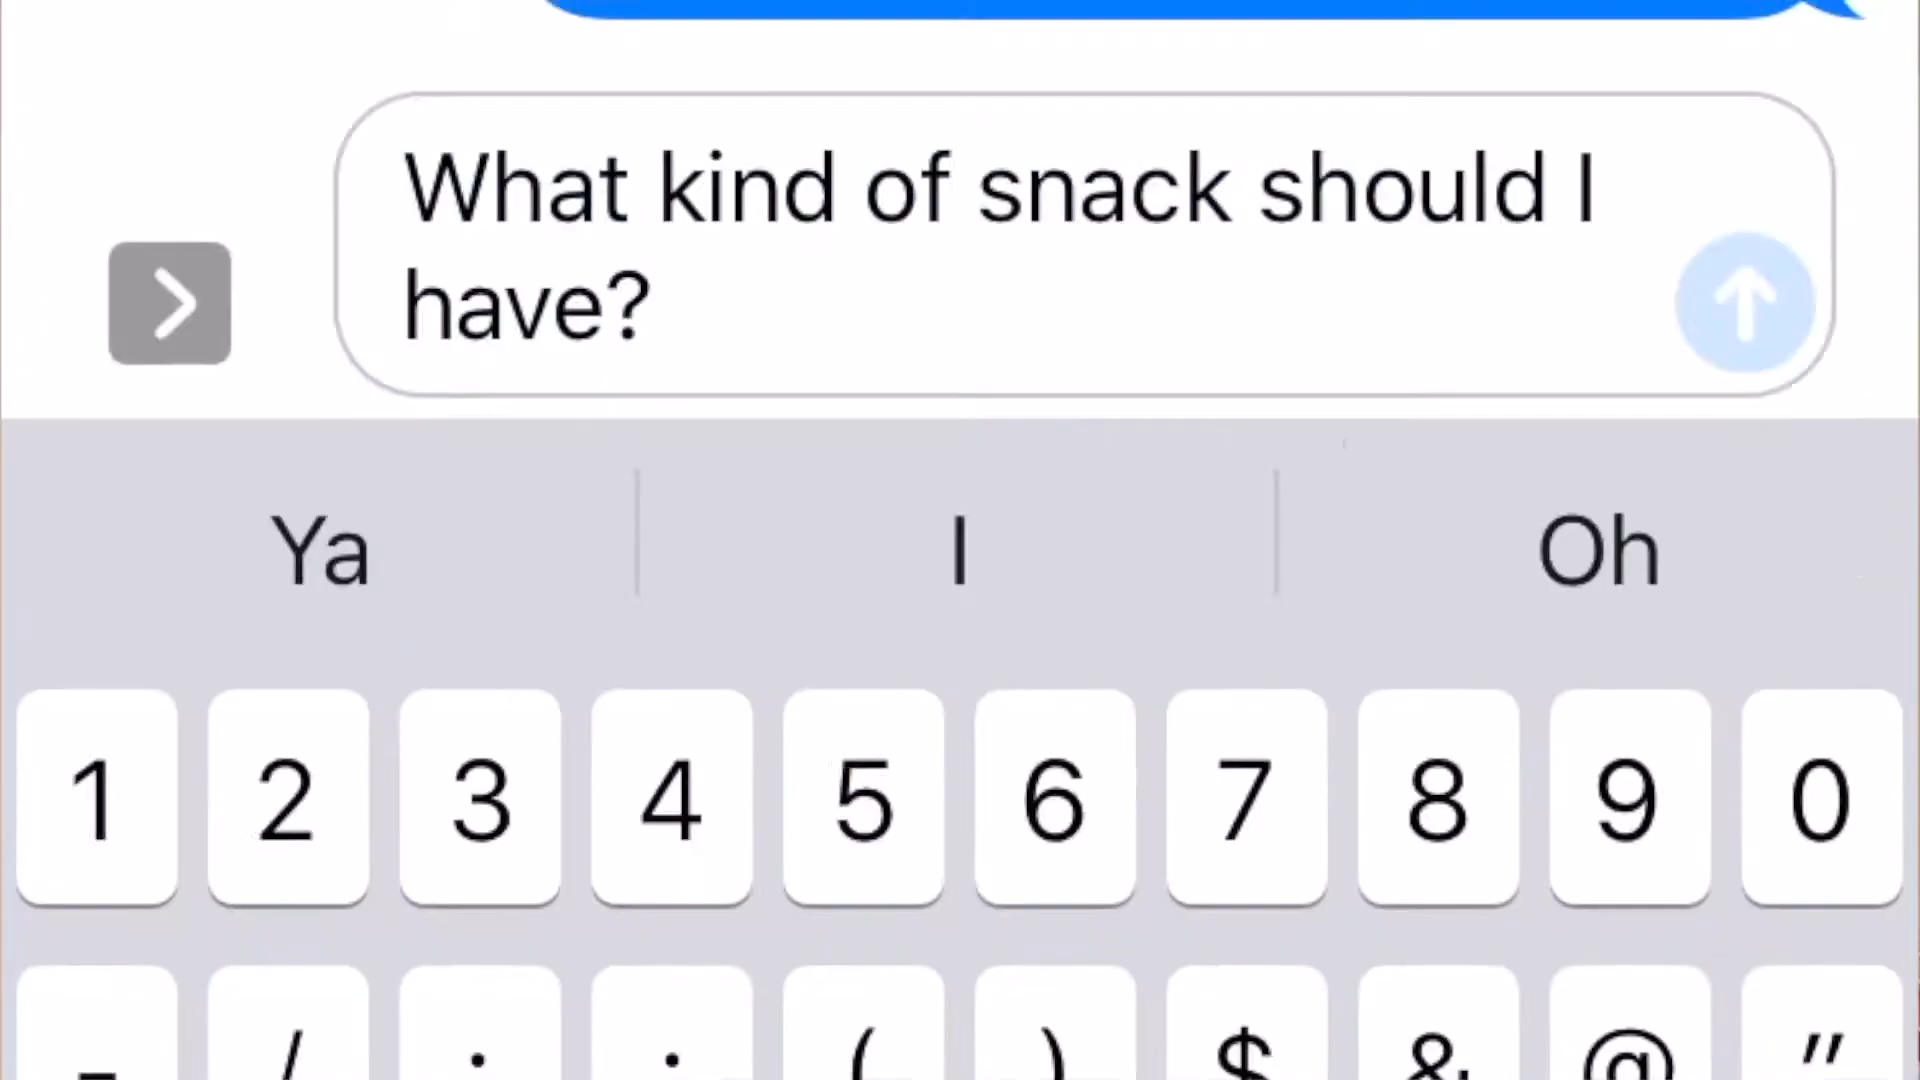 What kind of snack should I
have?
Ya I Oh
1 2 3 4 5 6 7 8 9 0
- / : ; ( ) $ & @ "